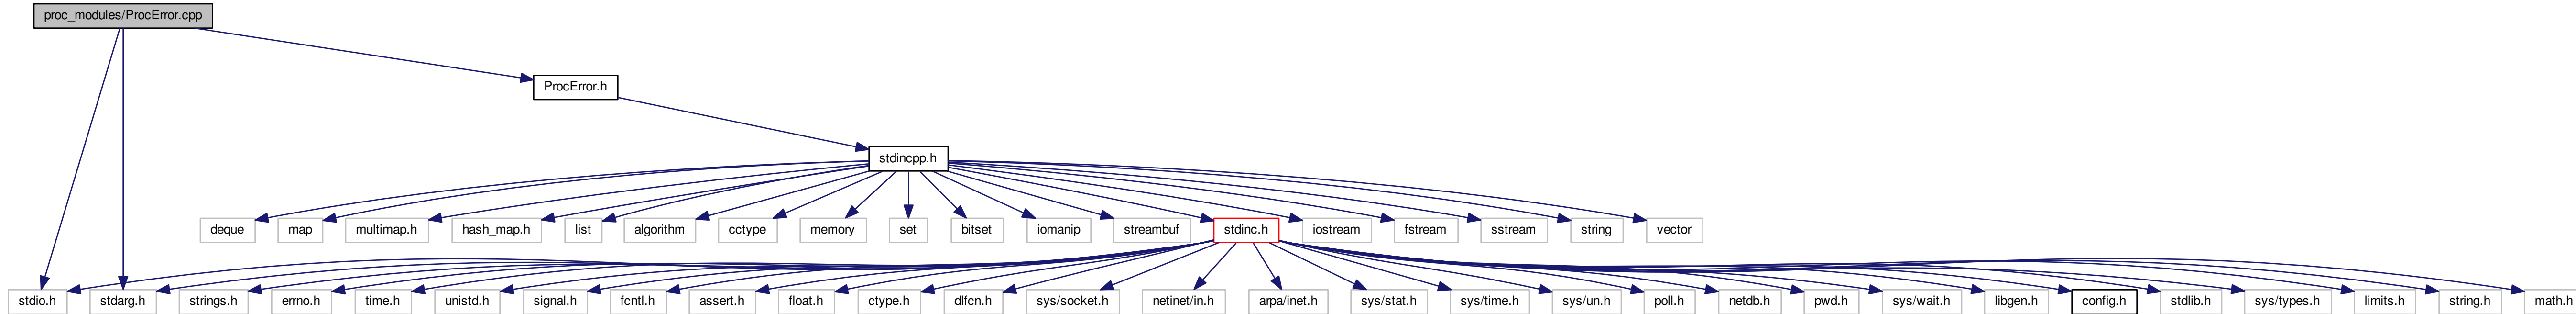 proc_modules/ProcError.cpp
ProcError.h
stdincpp.h
deque
map
multimap.h
hash_map.h
list
algorithm
cctype
memory
set
bitset
iomanip
streambuf
stdinc.h
iostream
fstream
sstream
string
vector
stdio.h
stdarg.h
strings.h
errno.h
time.h
unistd.h
signal.h
fcntl.h
assert.h
float.h
ctype.h
dlfcn.h
sys/socket.h
netinet/in.h
arpa/inet.h
sys/stat.h
sys/time.h
sys/un.h
poll.h
netdb.h
pwd.h
sys/wait.h
libgen.h
config.h
stdlib.h
sys/types.h
limits.h
string.h
math.h